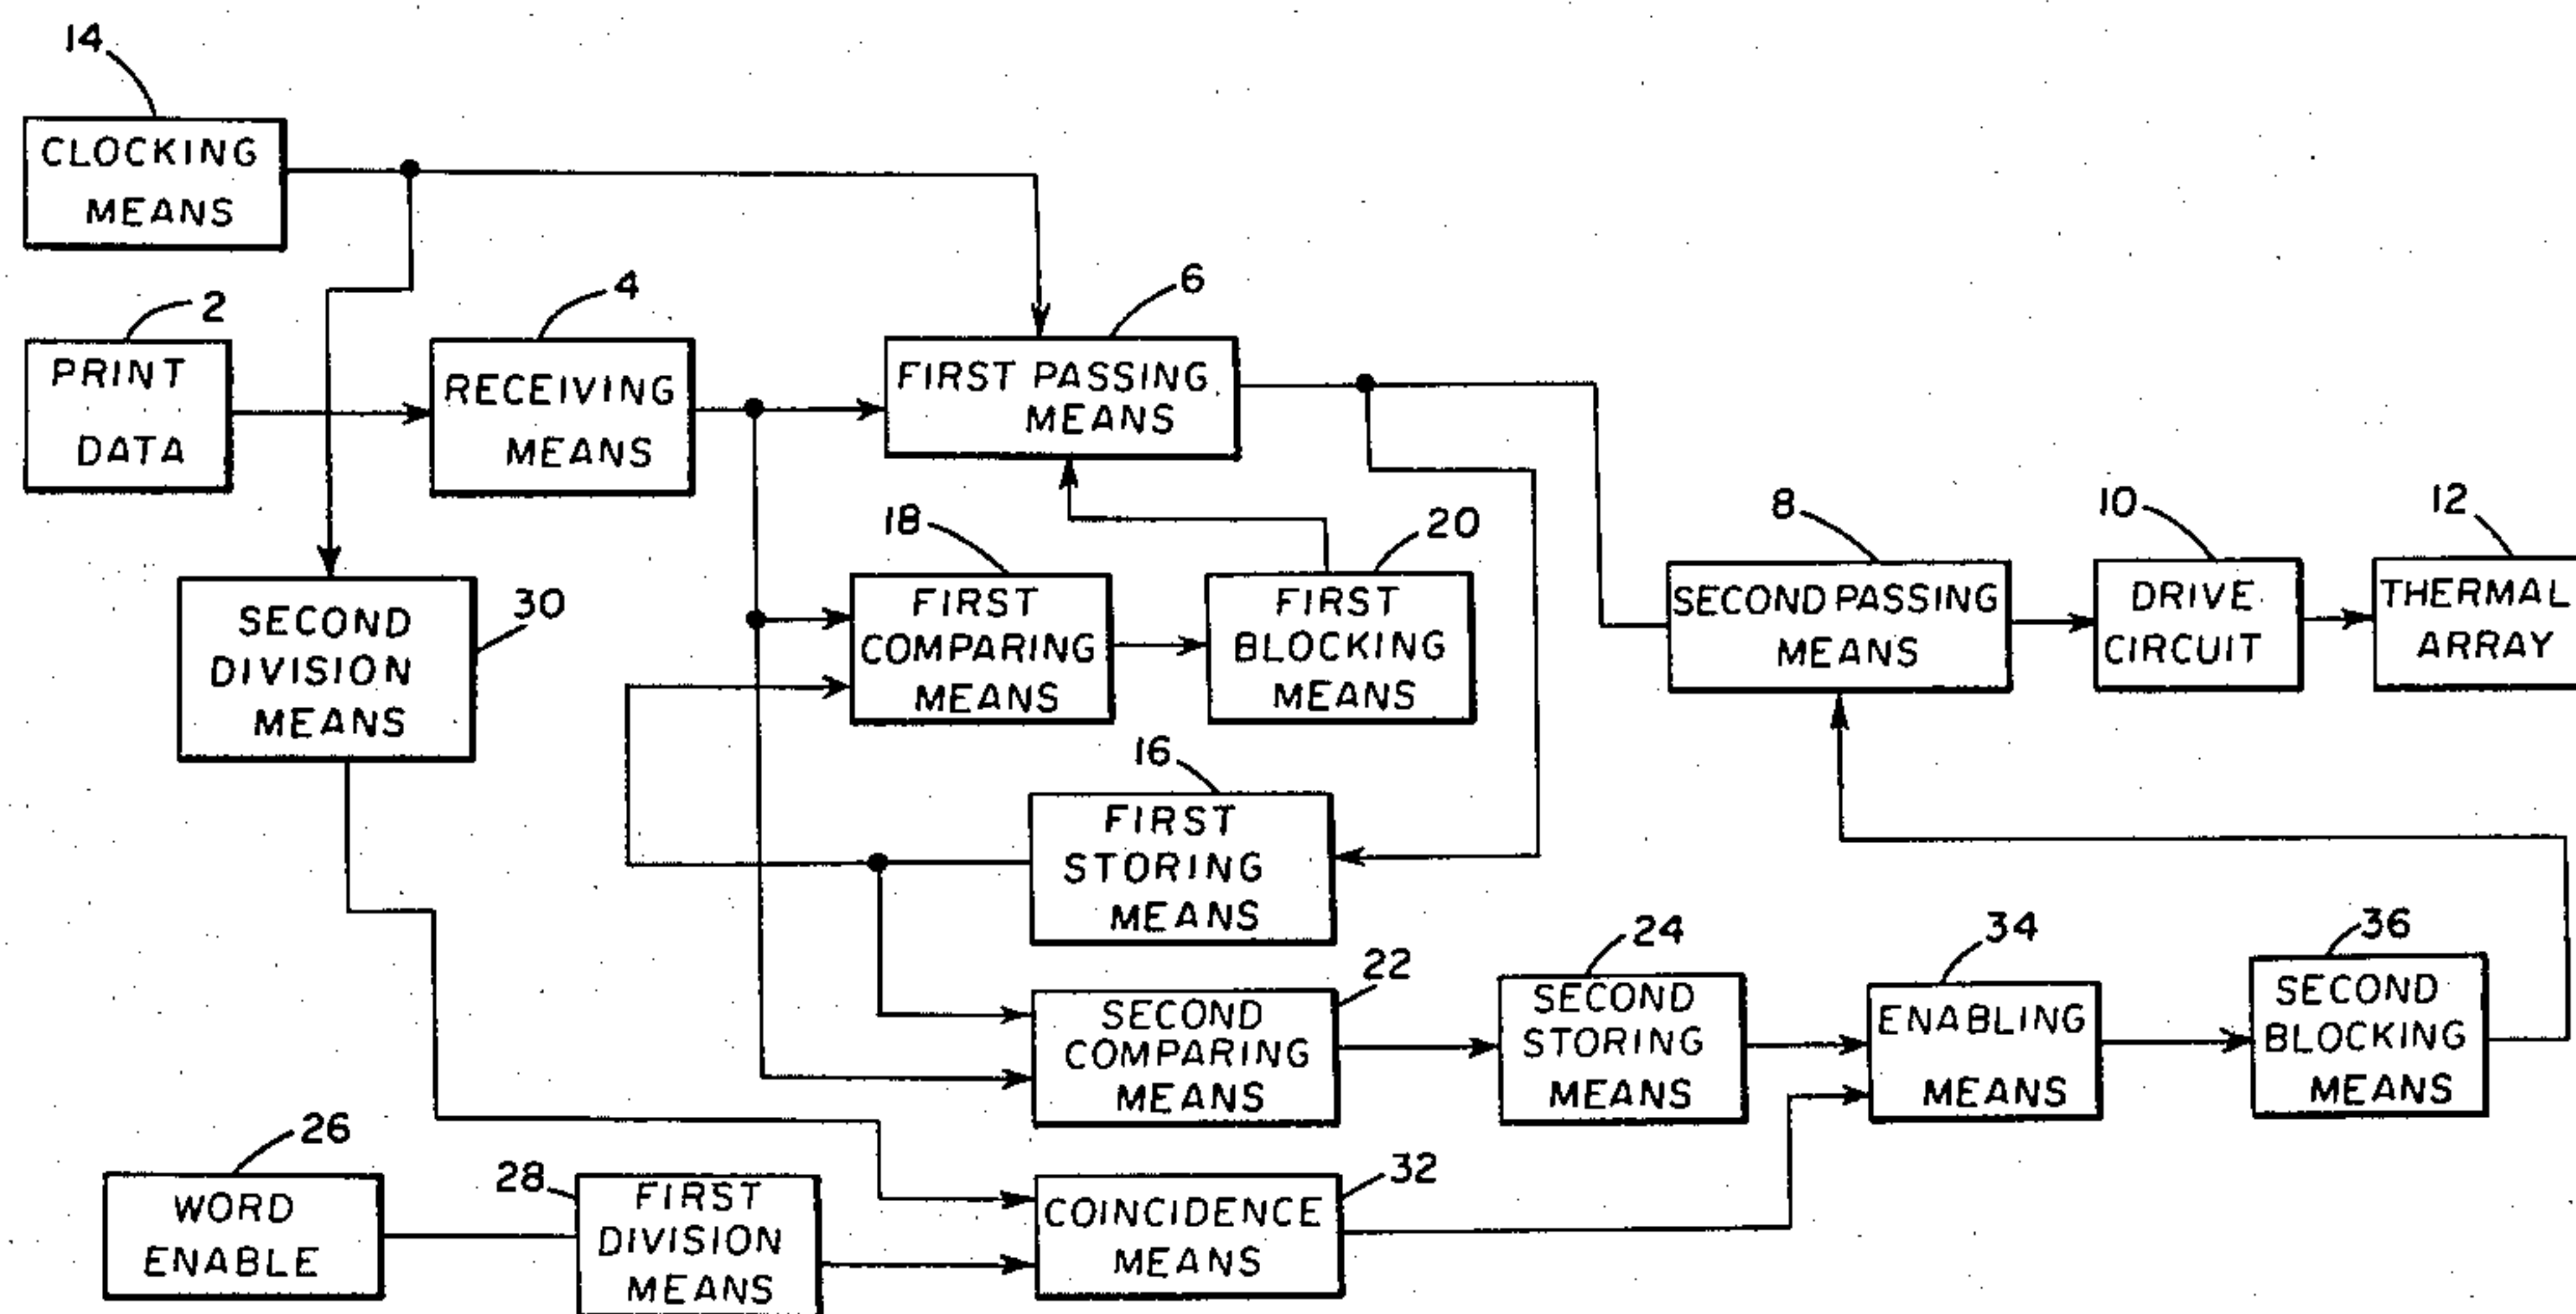 14
CLOCKING
MEANS
2
PRINT
DATA
4
RECEIVING
MEANS
6
FIRST PASSING
MEANS
18
FIRST
COMPARING
MEANS
20
FIRST
BLOCKING
MEANS
8
SECOND PASSING
MEANS
10
DRIVE
CIRCUIT
12
THERMAL
ARRAY
30
SECOND
DIVISION
MEANS
16
FIRST
STORING
MEANS
22
SECOND
COMPARING
MEANS
24
SECOND
STORING
MEANS
34
ENABLING
MEANS
36
SECOND
BLOCKING
MEANS
26
WORD
ENABLE
28
FIRST
DIVISION
MEANS
32
COINCIDENCE
MEANS